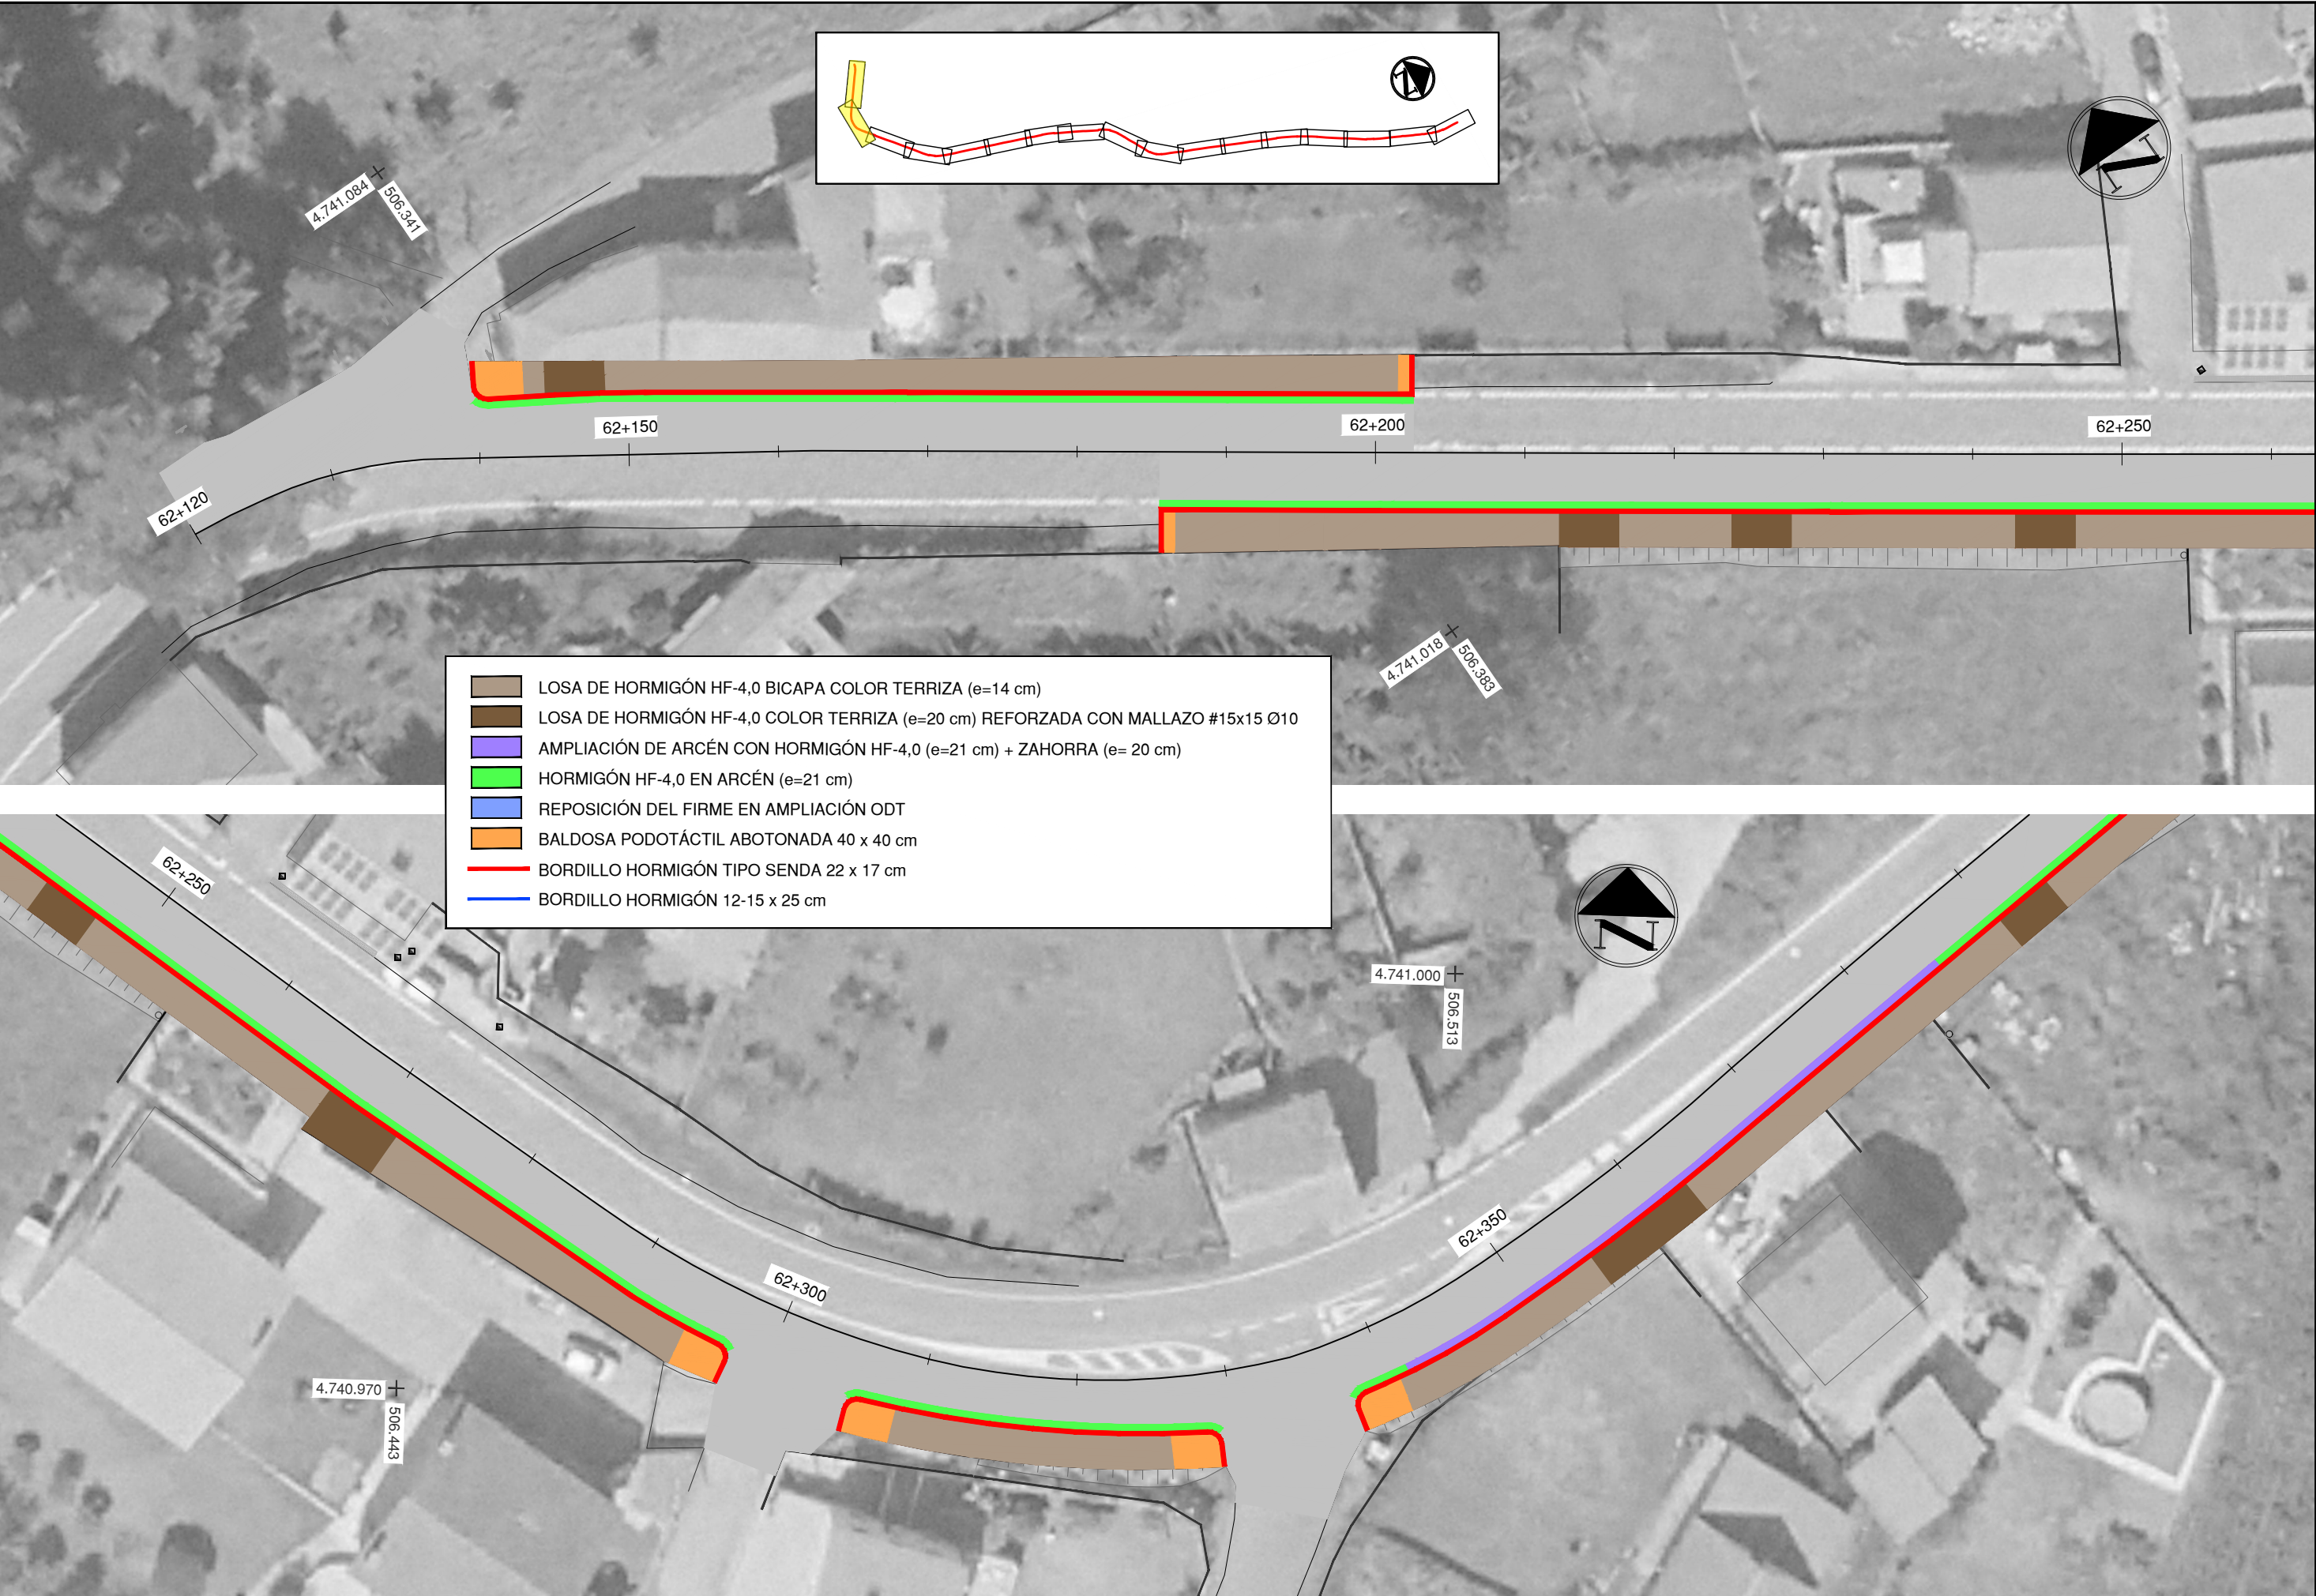 N
N
4.741.084
506.341
62+150
62+200
62+250
62+120
4.741.018
506.383
LOSA DE HORMIGÓN HF-4,0 BICAPA COLOR TERRIZA (e=14 cm)
LOSA DE HORMIGÓN HF-4,0 COLOR TERRIZA (e=20 cm) REFORZADA CON MALLAZO #15x15 Ø10
AMPLIACIÓN DE ARCÉN CON HORMIGÓN HF-4,0 (e=21 cm) + ZAHORRA (e= 20 cm)
HORMIGÓN HF-4,0 EN ARCÉN (e=21 cm)
REPOSICIÓN DEL FIRME EN AMPLIACIÓN ODT
BALDOSA PODOTÁCTIL ABOTONADA 40 x 40 cm
BORDILLO HORMIGÓN TIPO SENDA 22 x 17 cm
BORDILLO HORMIGÓN 12-15 x 25 cm
62+250
N
4.741.000
506.513
62+350
62+300
4.740.970
506.443